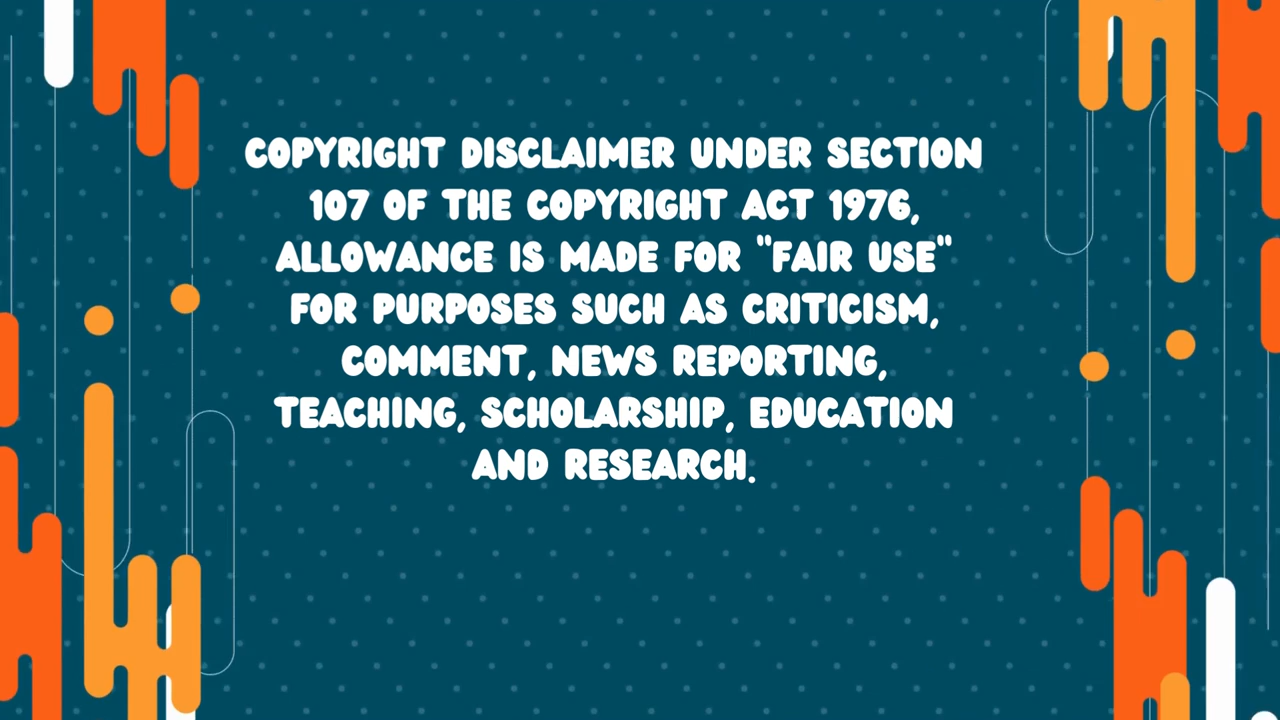 COPYRIGHT DISCLAIMER UNDER SECTION
107 OF THE COPYRIGHT ACT 1976,
ALLOWANCE IS MADE FOR "FAIR USE"
FOR PURPOSES SUCH AS CRITICISM,
COMMENT, NEWS REPORTING,
TEACHING, SCHOLARSHIP, EDUCATION
AND RESEARCH.